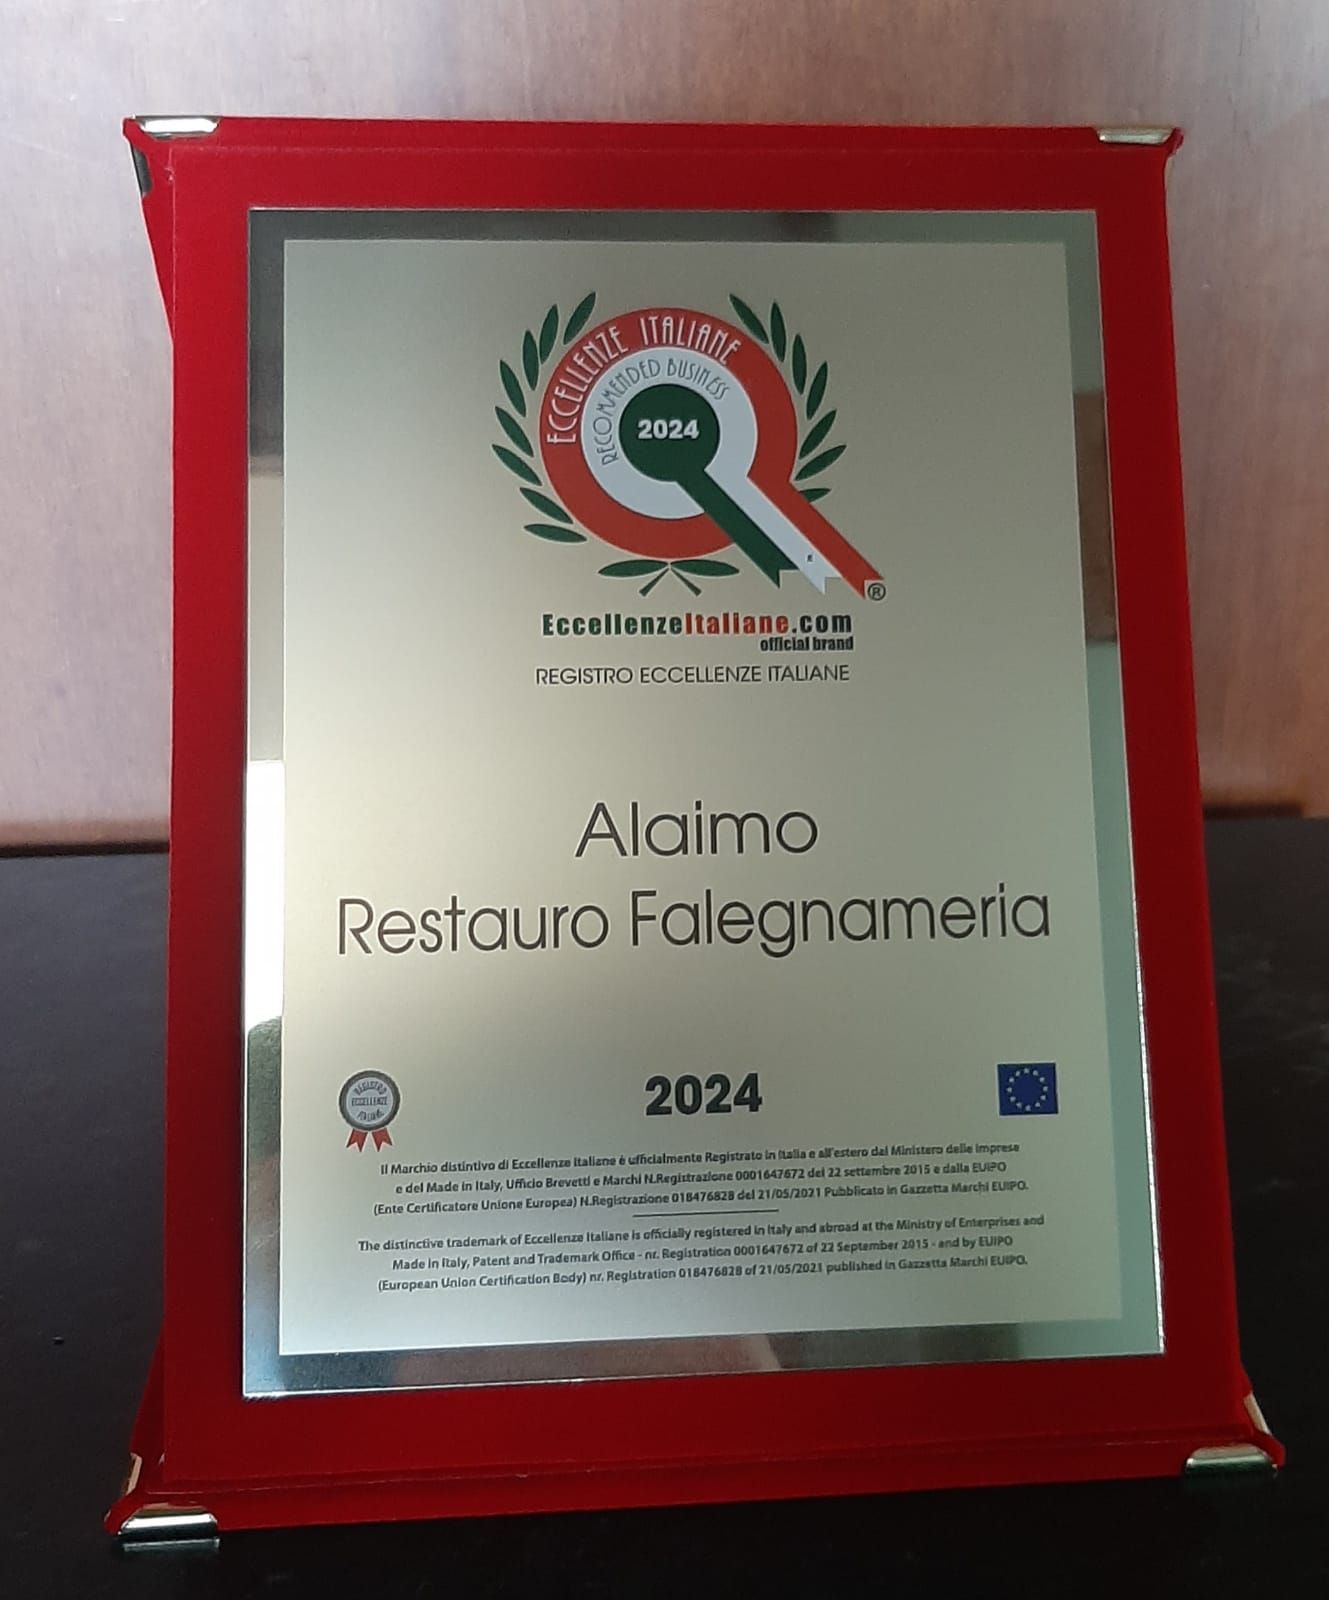 ECCELLENZE ITALIANE
RECOMMENDED BUSINESS
2024
®
EccellenzeItaliane.com
official brand
REGISTRO ECCELLENZE ITALIANE
Alaimo
Restauro Falegnameria
REGISTRO
ECCELLENZE
ITALIANE
2024
Il Marchio distintivo di Eccellenze Italiane è ufficialmente Registrato in Italia e all'estero dal Ministero delle Imprese
e del Made in Italy, Ufficio Brevetti e Marchi N.Registrazione 0001647672 del 22 settembre 2015 e dalla EUIPO
(Ente Certificatore Unione Europea) N.Registrazione 018476828 del 21/05/2021 Pubblicato in Gazzetta Marchi EUIPO.
The distinctive trademark of Eccellenze Italiane is officially registered in Italy and abroad at the Ministry of Enterprises and
Made in Italy, Patent and Trademark Office - nr. Registration 0001647672 of 22 September 2015 - and by EUIPO
(European Union Certification Body) nr. Registration 018476828 of 21/05/2021 published in Gazzetta Marchi EUIPO.